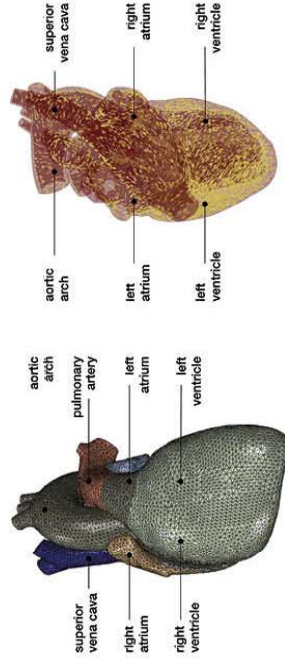 superior
vena cava
right
atrium
right
ventricle
aortic
arch
pulmonary
artery
left
atrium
left
ventricle
aortic
arch
left
atrium
left
ventricle
superior
vena cava
right
atrium
right
ventricle